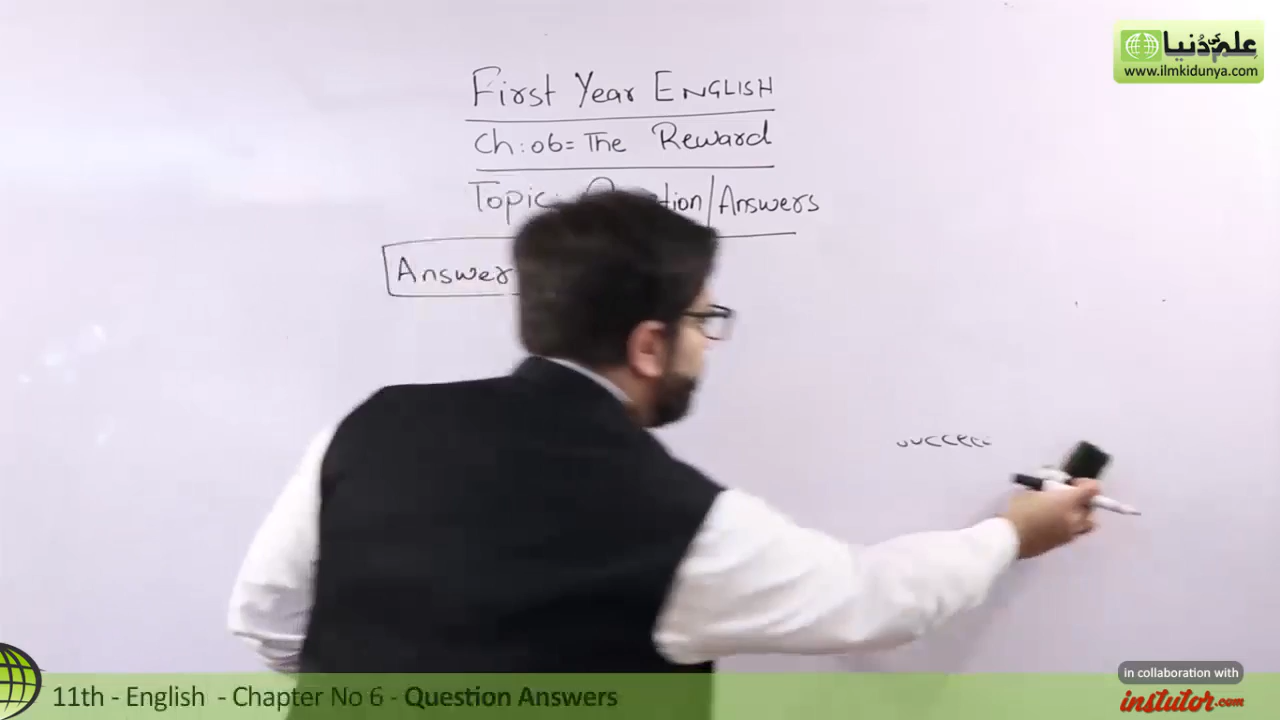 علم کی دُنیا
www.ilmkidunya.com
First Year ENGLISH
Ch:06= The Reward
Topic: /Answers
Answer
11th - English - Chapter No 6 - Question Answers
in collaboration with
instutor.com